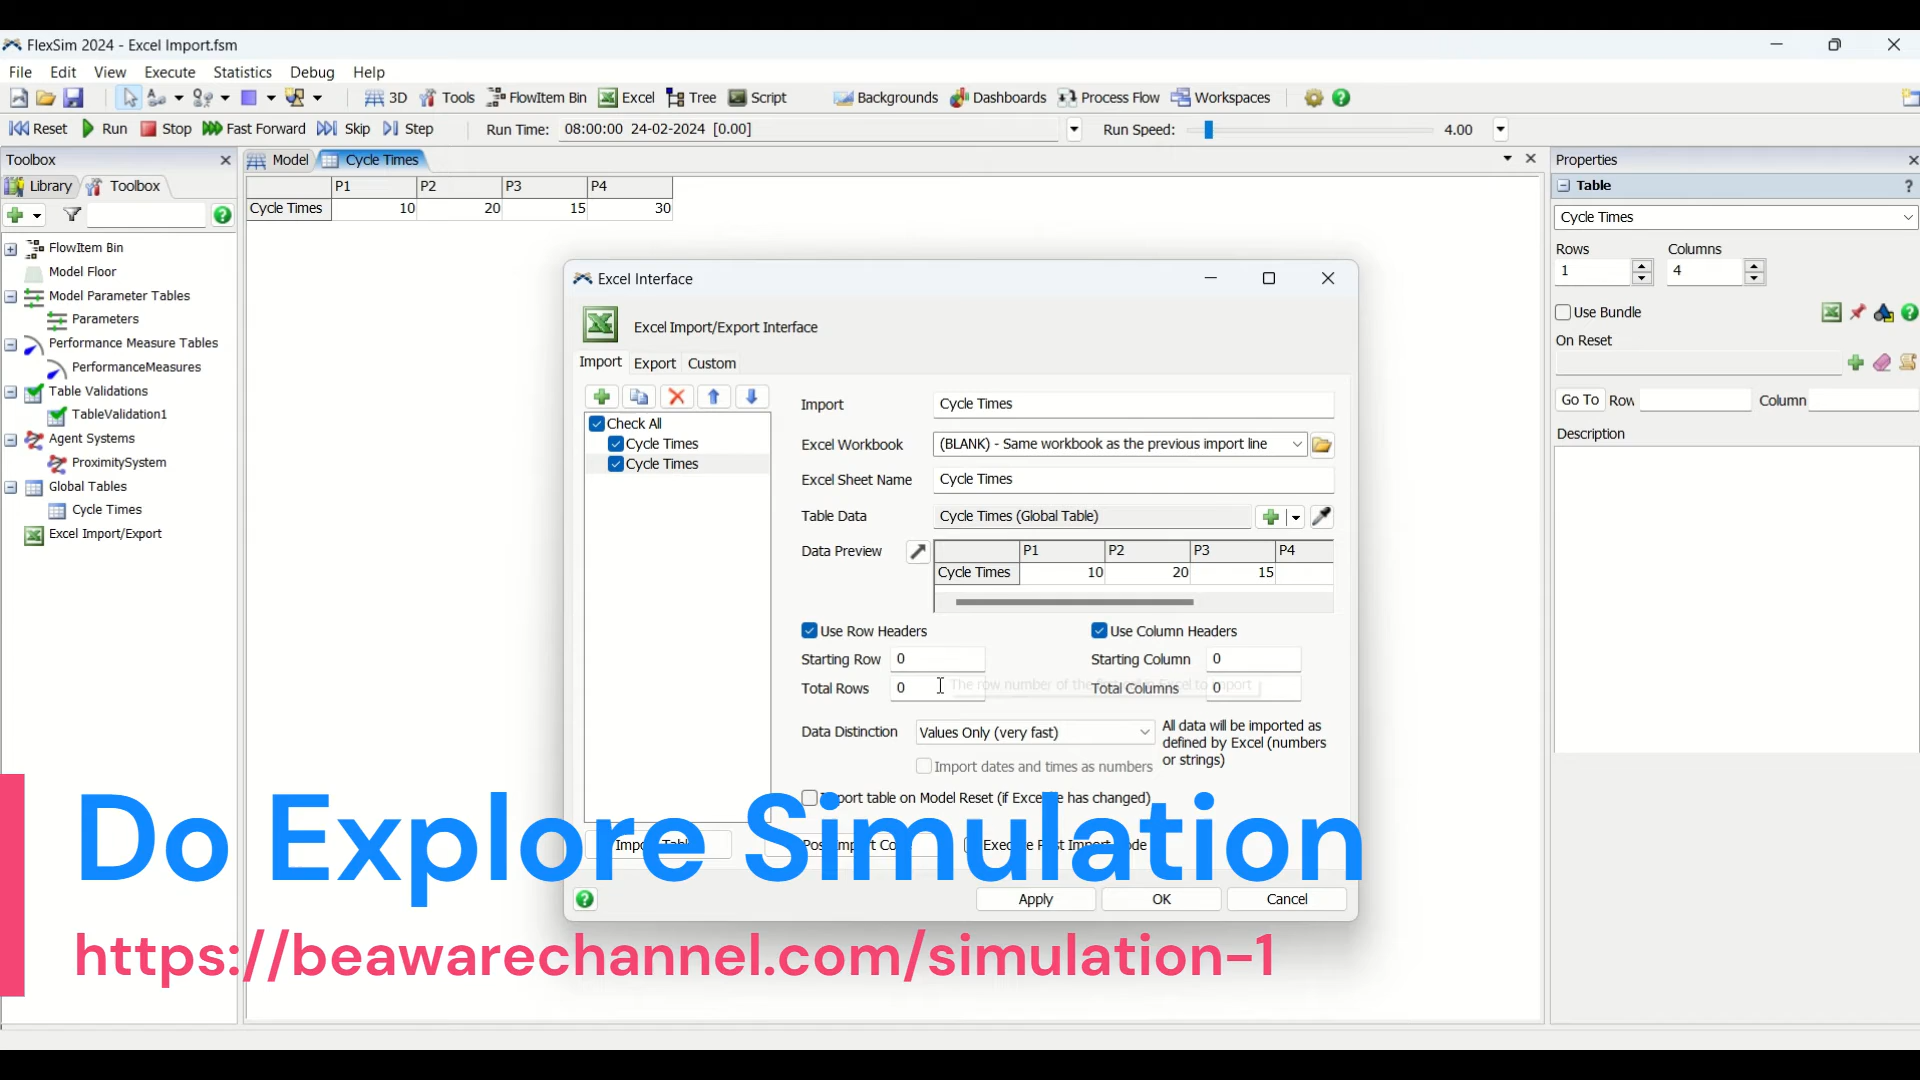 FlexSim 2024 - Excel Import.fsm
File Edit View Execute Statistics Debug Help
3D Tools FlowItem Bin Excel Tree Script Backgrounds Dashboards Process Flow Workspaces
Reset Run Stop Fast Forward Skip Step Run Time: 08:00:00 24-02-2024 [0.00] Run Speed: 4.00
Toolbox
Library Toolbox
FlowItem Bin
Model Floor
Model Parameter Tables
Parameters
Performance Measure Tables
PerformanceMeasures
Table Validations
TableValidation1
Agent Systems
ProximitySystem
Global Tables
Cycle Times
Excel Import/Export
Model Cycle Times
P1 P2 P3 P4
Cycle Times 10 20 15 30
Excel Interface
Excel Import/Export Interface
Import Export Custom
Check All
Cycle Times
Cycle Times
Import Cycle Times
Excel Workbook (BLANK) - Same workbook as the previous import line
Excel Sheet Name Cycle Times
Table Data Cycle Times (Global Table)
Data Preview P1 P2 P3 P4
Cycle Times 10 20 15
Use Row Headers Use Column Headers
Starting Row 0 Starting Column 0
Total Rows 0 Total Columns 0
Data Distinction Values Only (very fast)
All data will be imported as
defined by Excel (numbers
or strings)
Import dates and times as numbers
table on Model Reset (if has changed)
Apply OK Cancel
Properties
Table ?
Cycle Times
Rows Columns
1 4
Use Bundle
On Reset
Go To Row Column
Description
Do Explore Simulation
https://beawarechannel.com/simulation-1